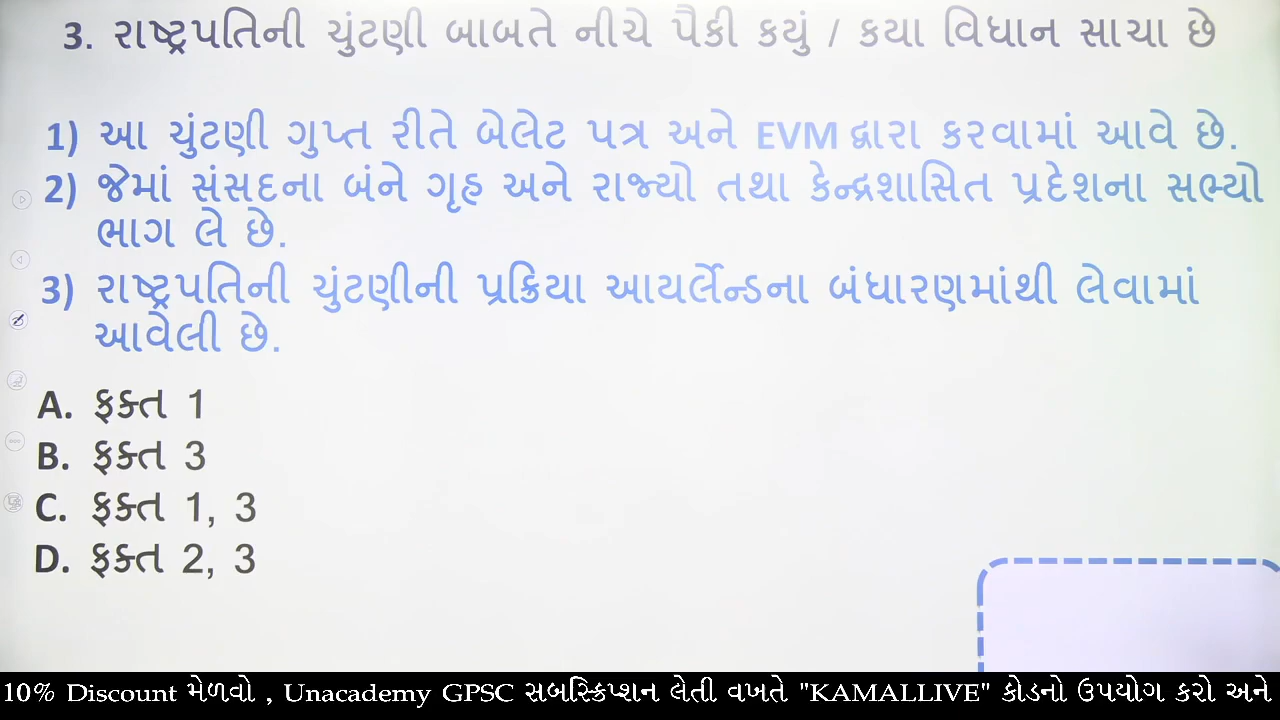 3. રાષ્ટ્રપતિની ચુંટણી બાબતે નીચે પૈકી કયું / કયા વિધાન સાચા છે
1) આ ચુંટણી ગુપ્ત રીતે બેલેટ પત્ર અને EVM દ્વારા કરવામાં આવે છે.
2) જેમાં સંસદના બંને ગૃહ અને રાજ્યો તથા કેન્દ્રશાસિત પ્રદેશના સભ્યો
ભાગ લે છે.
3) રાષ્ટ્રપતિની ચુંટણીની પ્રક્રિયા આયર્લેન્ડના બંધારણમાંથી લેવામાં
આવેલી છે.
A. ફક્ત 1
B. ફક્ત 3
C. ફક્ત 1, 3
D. ફક્ત 2, 3
10% Discount મેળવો , Unacademy GPSC સબસ્ક્રિપ્શન લેતી વખતે "KAMALLIVE" કોડનો ઉપયોગ કરો અને